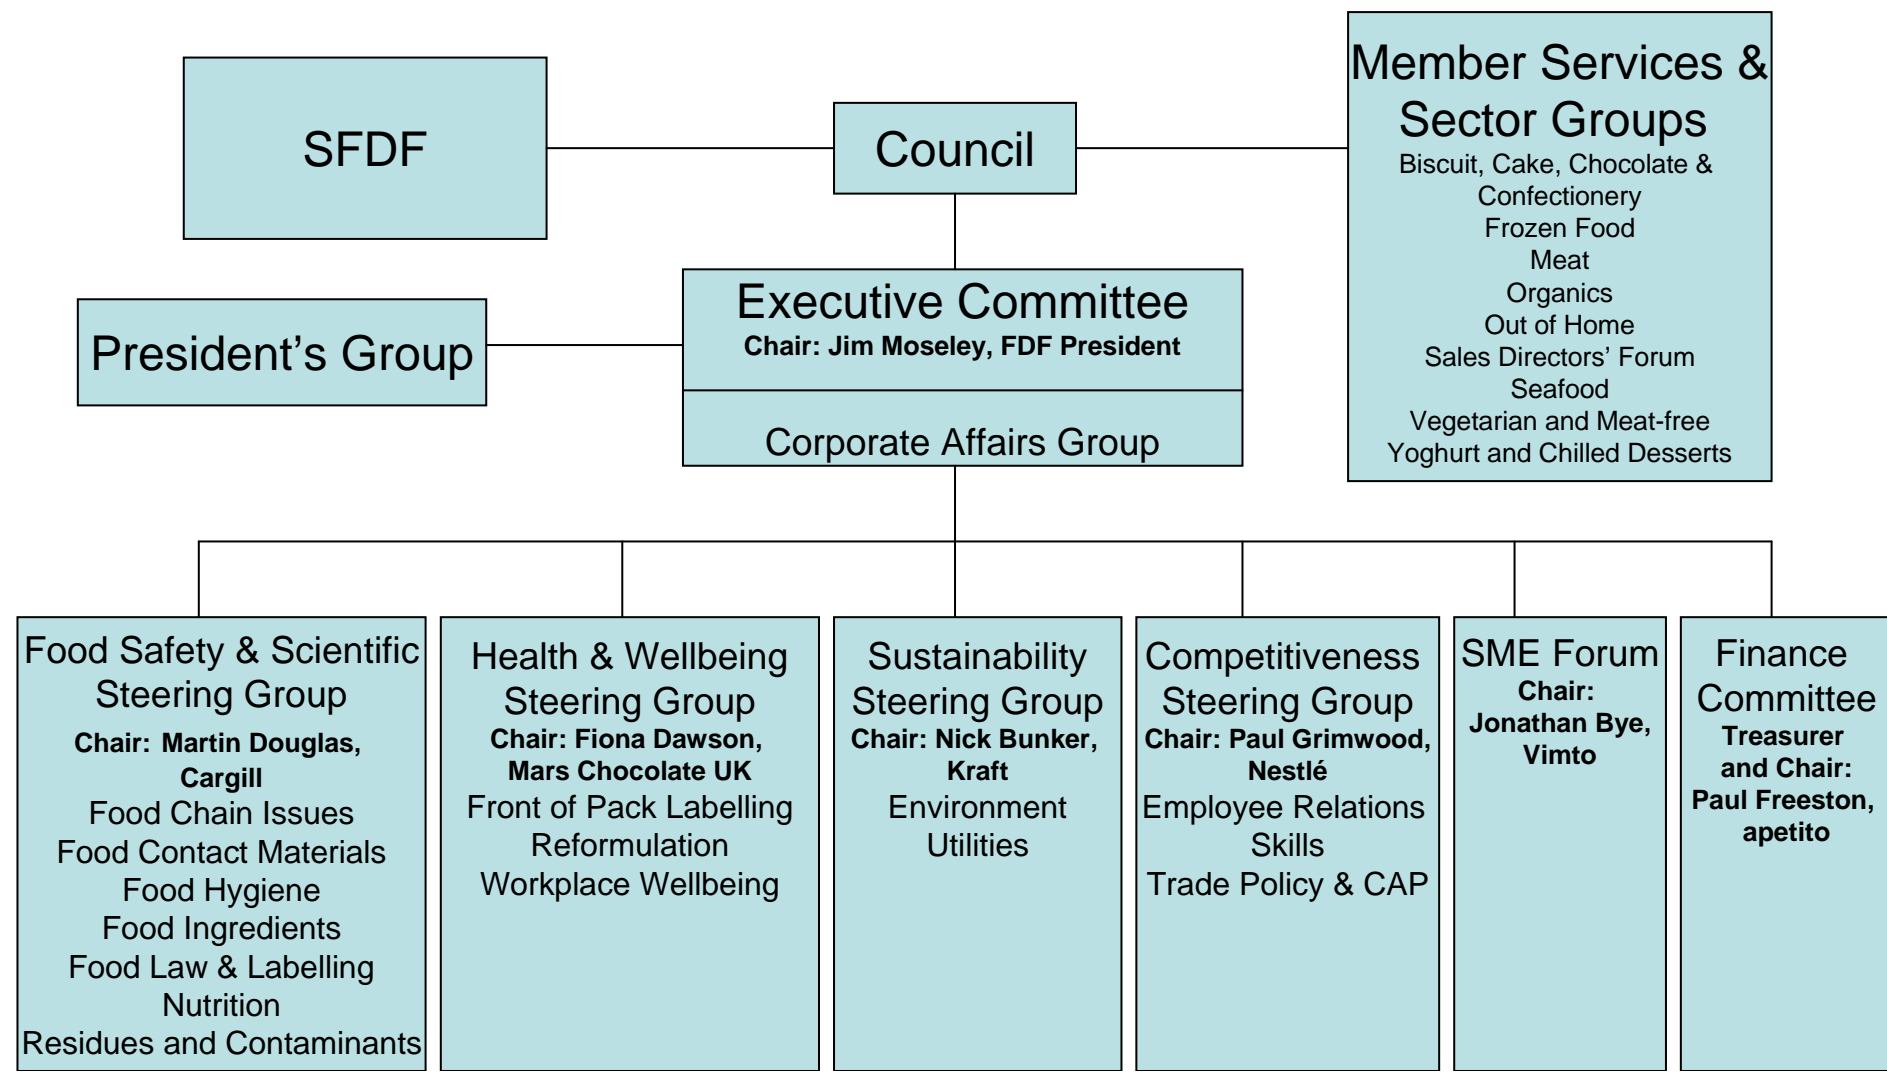 SFDF
Council
Member Services &
Sector Groups
Biscuit, Cake, Chocolate &
Confectionery
Frozen Food
Meat
Organics
Out of Home
Sales Directors’ Forum
Seafood
Vegetarian and Meat-free
Yoghurt and Chilled Desserts
President’s Group
Executive Committee
Chair: Jim Moseley, FDF President
Corporate Affairs Group
Food Safety & Scientific
Steering Group
Chair: Martin Douglas,
Cargill
Food Chain Issues
Food Contact Materials
Food Hygiene
Food Ingredients
Food Law & Labelling
Nutrition
Residues and Contaminants
Health & Wellbeing
Steering Group
Chair: Fiona Dawson,
Mars Chocolate UK
Front of Pack Labelling
Reformulation
Workplace Wellbeing
Sustainability
Steering Group
Chair: Nick Bunker,
Kraft
Environment
Utilities
Competitiveness
Steering Group
Chair: Paul Grimwood,
Nestlé
Employee Relations
Skills
Trade Policy & CAP
SME Forum
Chair:
Jonathan Bye,
Vimto
Finance
Committee
Treasurer
and Chair:
Paul Freeston,
apetito